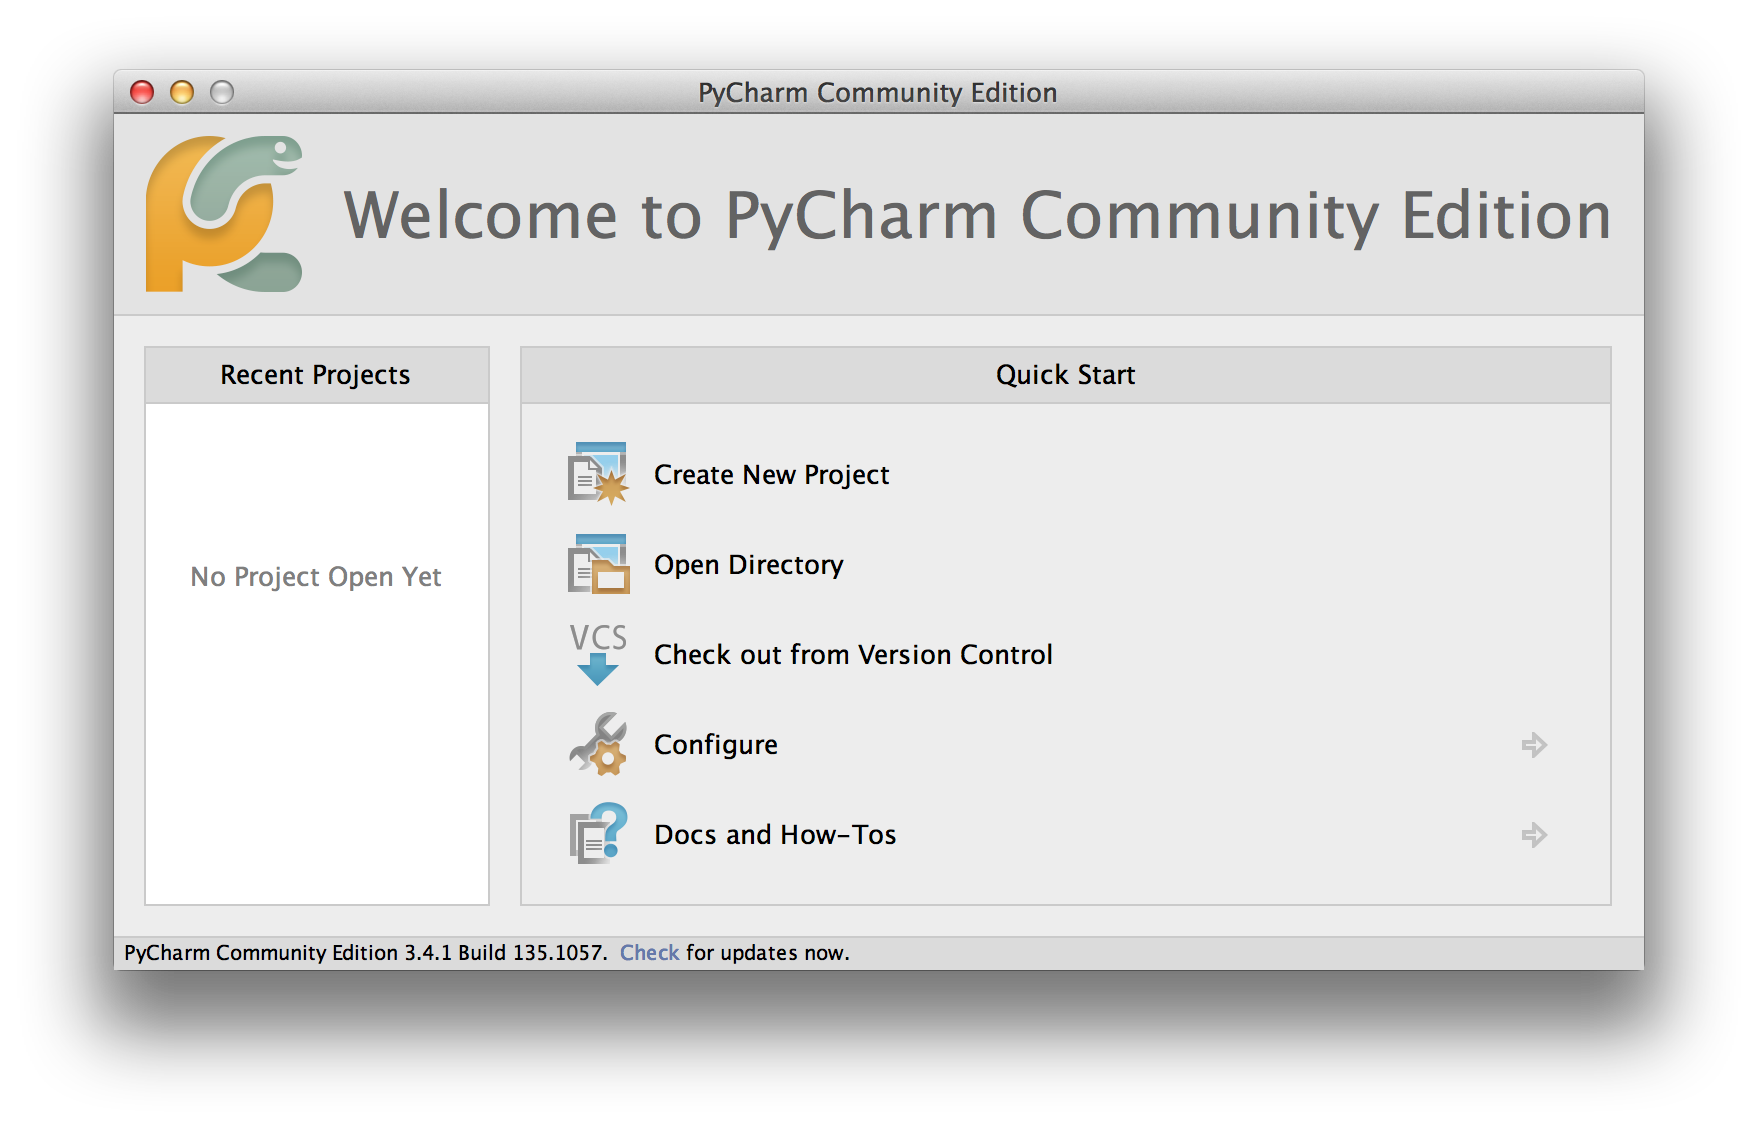 PyCharm Community Edition
Welcome to PyCharm Community Edition
Recent Projects
No Project Open Yet
Quick Start
Create New Project
Open Directory
VCS
Check out from Version Control
Configure
Docs and How-Tos
PyCharm Community Edition 3.4.1 Build 135.1057. Check for updates now.